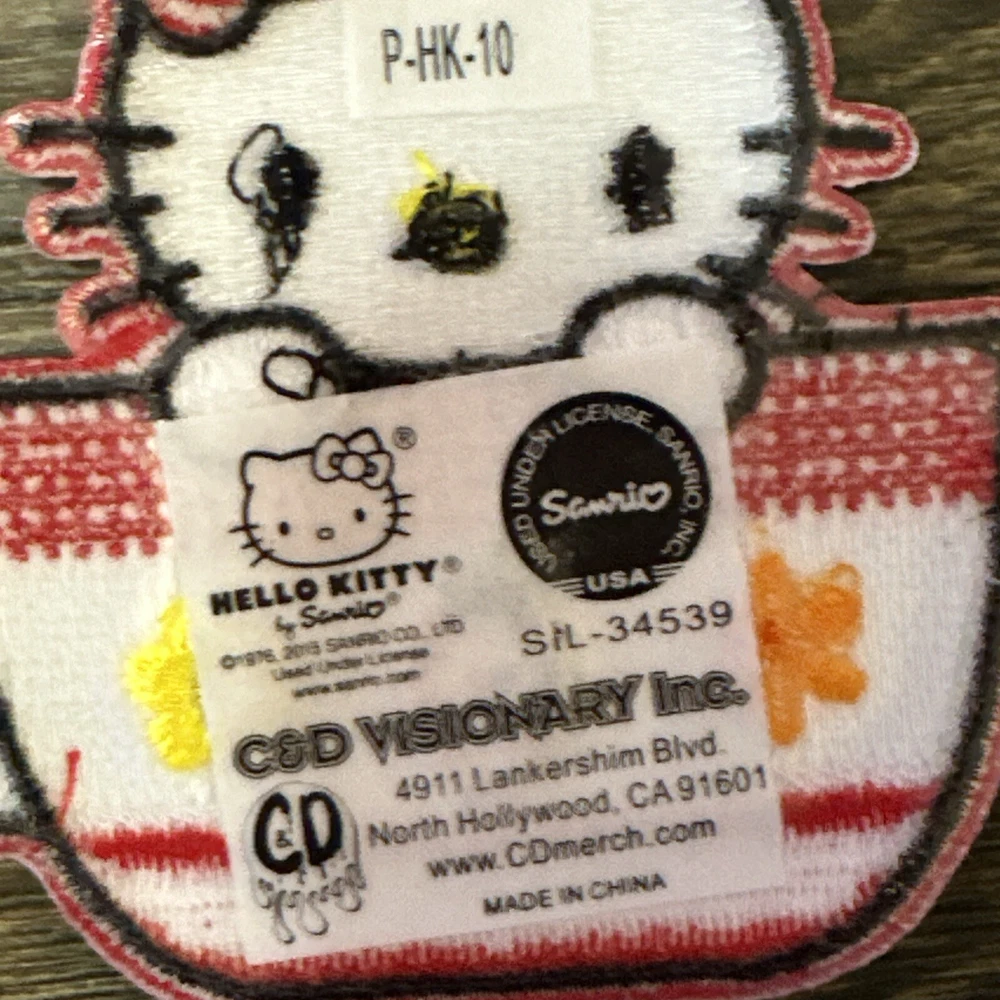 P-HK-10
®
HELLO KITTY®
by Sanrio®
©1976, 2015 SANRIO CO., LTD
Used Under License
www.sanrio.com
USED UNDER LICENSE, SANRIO, INC.
Sanrio
USA
SIL-34539
C&D VISIONARY Inc.
4911 Lankershim Blvd.
North Hollywood, CA 91601
www.CDmerch.com
MADE IN CHINA
C&D